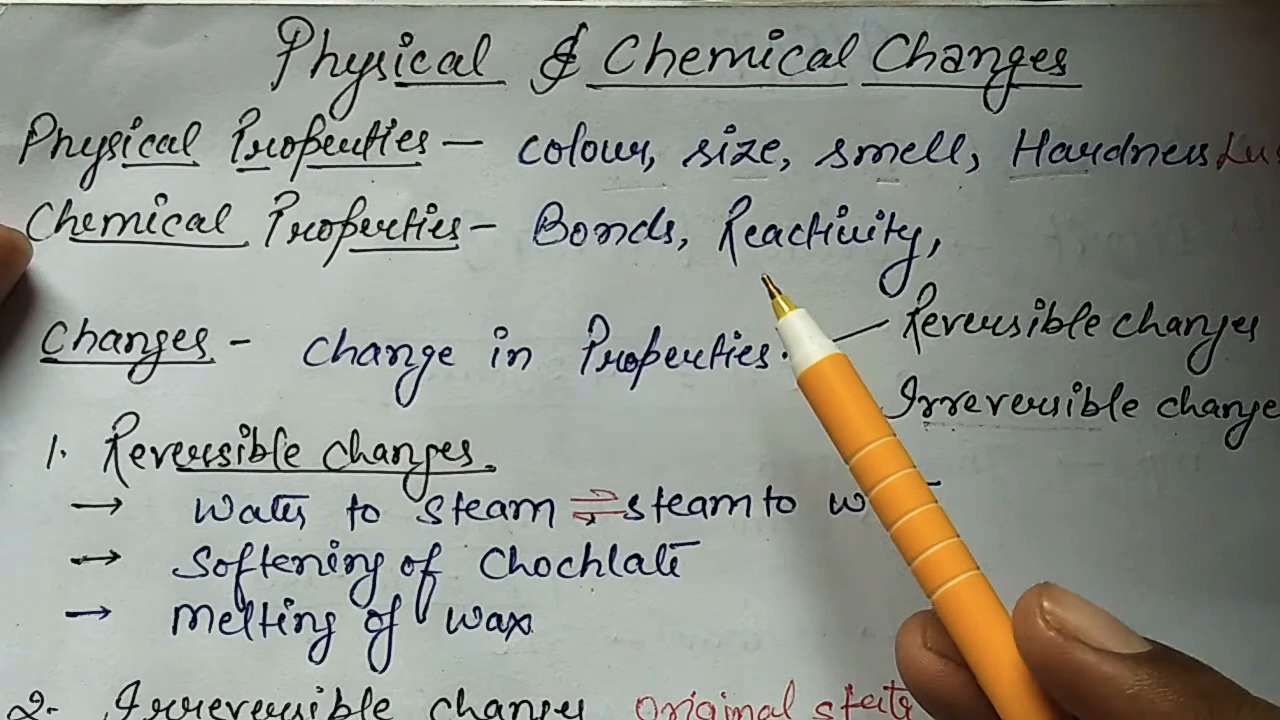 Physical & Chemical Changes
Physical Properties — colour, size, smell, Hardness Lus
Chemical Properties - Bonds, Reactivity,
Changes - change in Properties. — Reversible changes
Irreversible change
1. Reversible changes.
→ Water to steam ⇌ steam to w
→ Softening of Chochlate
→ Melting of wax
2. Irreversible changes original state